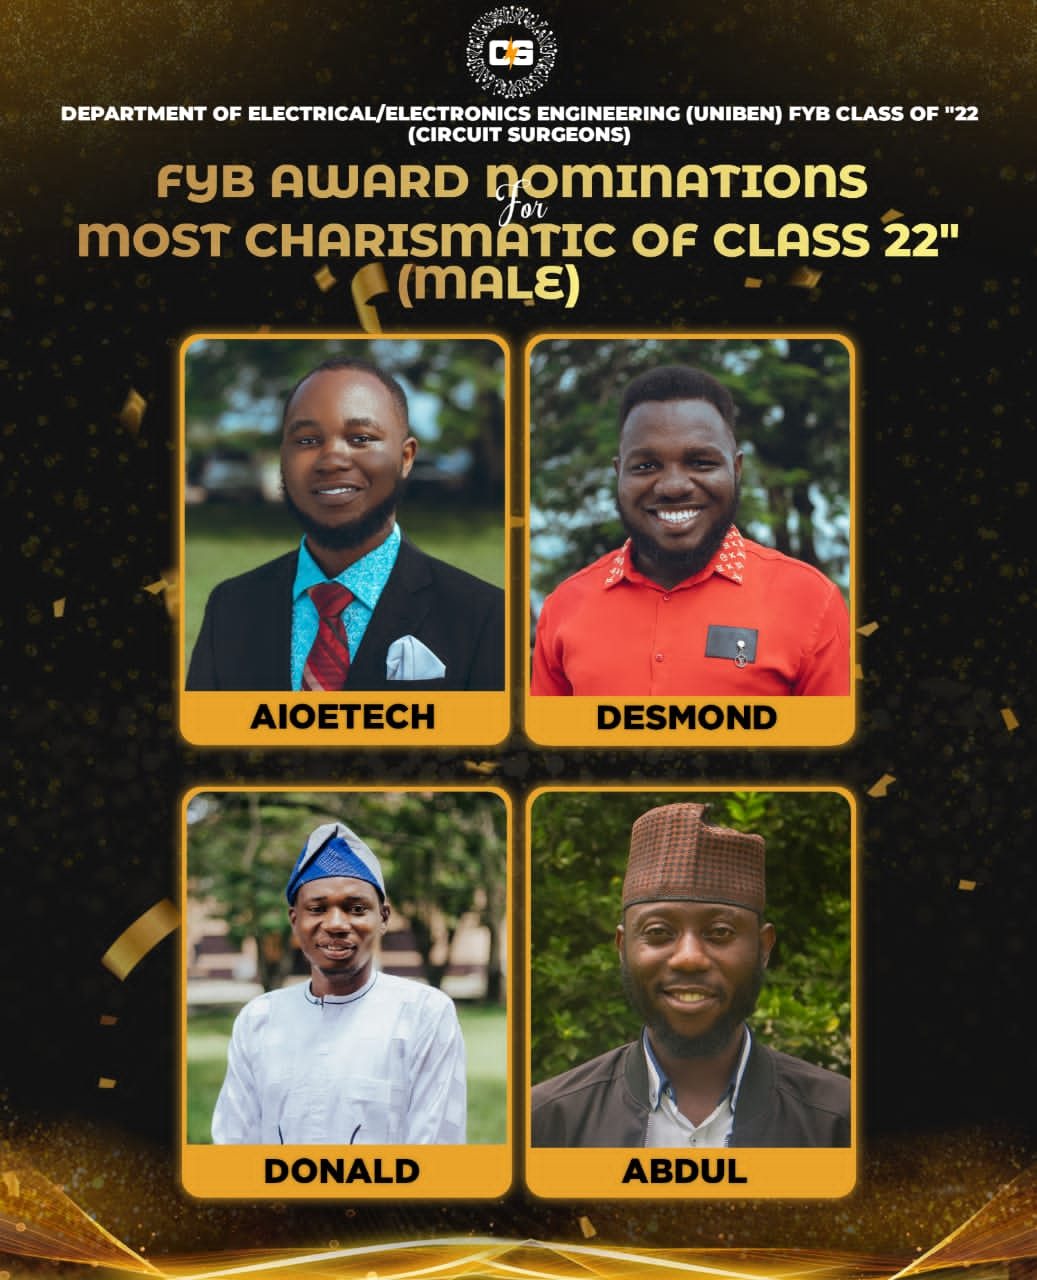 CS
DEPARTMENT OF ELECTRICAL/ELECTRONICS ENGINEERING (UNIBEN) FYB CLASS OF "22
(CIRCUIT SURGEONS)
FYB AWARD NOMINATIONS
For
MOST CHARISMATIC OF CLASS 22"
(MALE)
AIOETECH
DESMOND
DONALD
ABDUL